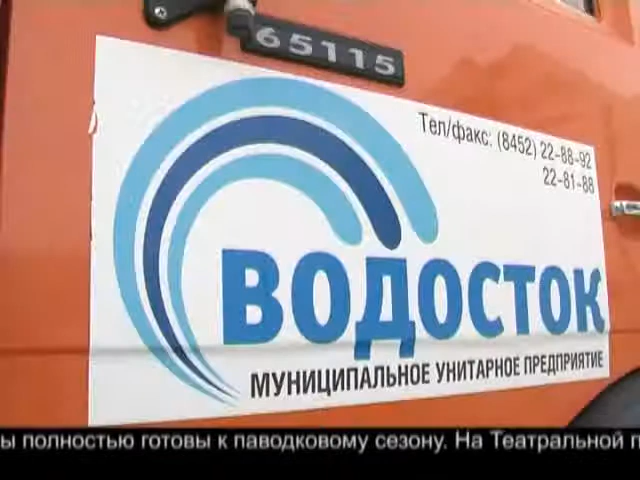 65115
Тел/факс: (8452) 22-88-92
22-81-88
ВОДОСТОК
МУНИЦИПАЛЬНОЕ УНИТАРНОЕ ПРЕДПРИЯТИЕ
ы полностью готовы к паводковому сезону. На Театральной п